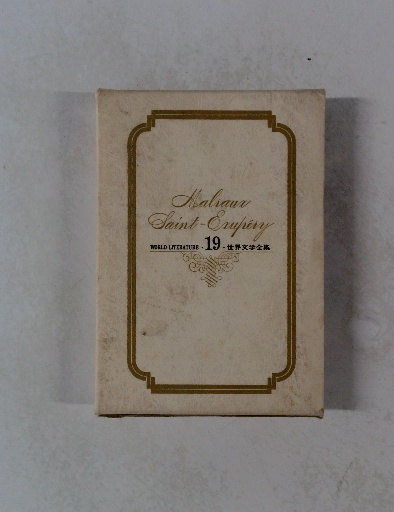 Malraux
Saint-Exupéry
WORLD LITERATURE · 19 · 世界文学全集